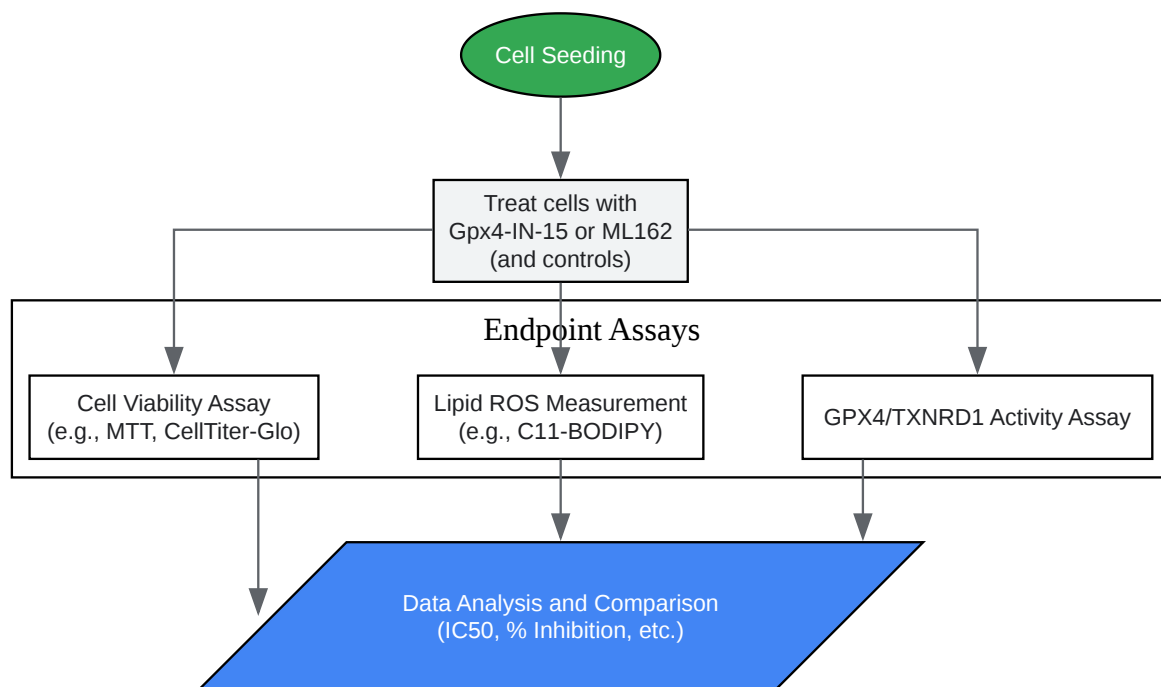 Cell Seeding
Treat cells with
Gpx4-IN-15 or ML162
(and controls)
Endpoint Assays
Cell Viability Assay
(e.g., MTT, CellTiter-Glo)
Lipid ROS Measurement
(e.g., C11-BODIPY)
GPX4/TXNRD1 Activity Assay
Data Analysis and Comparison
(IC50, % Inhibition, etc.)